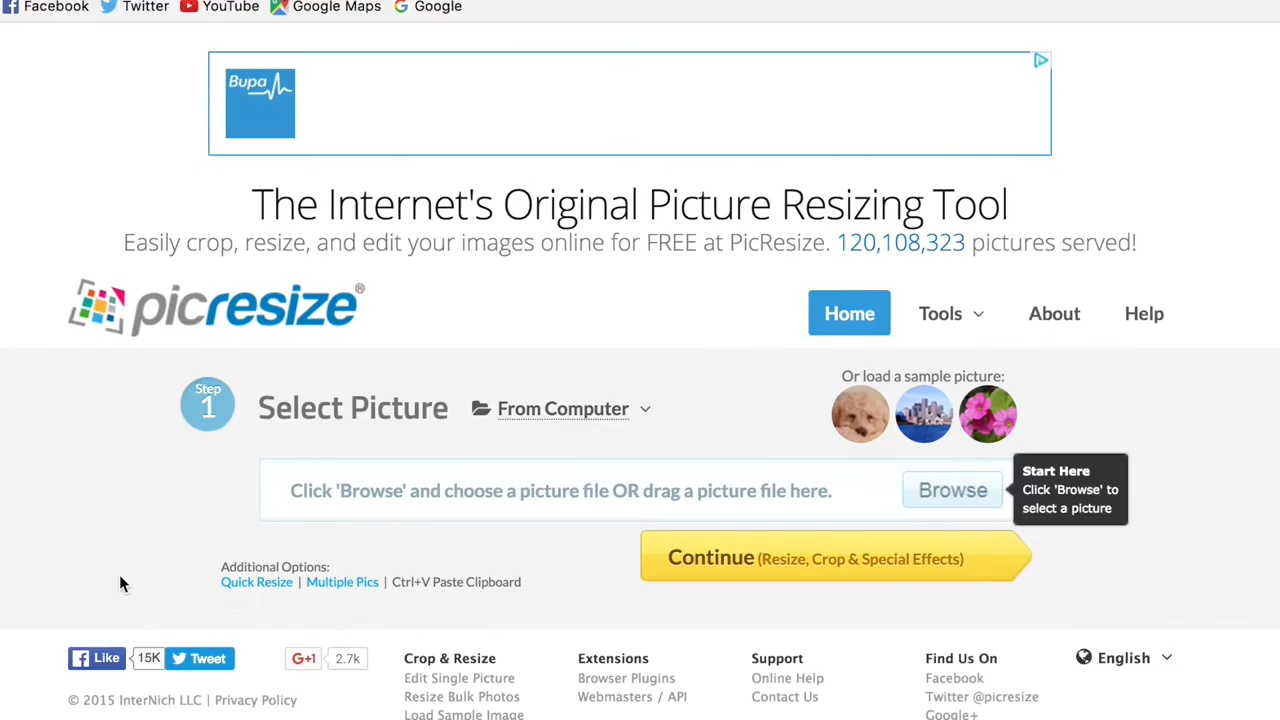 Facebook Twitter YouTube Google Maps Google
Bupa
The Internet's Original Picture Resizing Tool
Easily crop, resize, and edit your images online for FREE at PicResize. 120,108,323 pictures served!
picresize®
Home Tools About Help
Step
1
Select Picture From Computer
Or load a sample picture:
Click 'Browse' and choose a picture file OR drag a picture file here.
Browse
Start Here
Click 'Browse' to
select a picture
Continue (Resize, Crop & Special Effects)
Additional Options:
Quick Resize | Multiple Pics | Ctrl+V Paste Clipboard
Like 15K Tweet G+1 2.7k
© 2015 InterNich LLC | Privacy Policy
Crop & Resize
Edit Single Picture
Resize Bulk Photos
Load Sample Image
Extensions
Browser Plugins
Webmasters / API
Support
Online Help
Contact Us
Find Us On
Facebook
Twitter @picresize
Google+
English